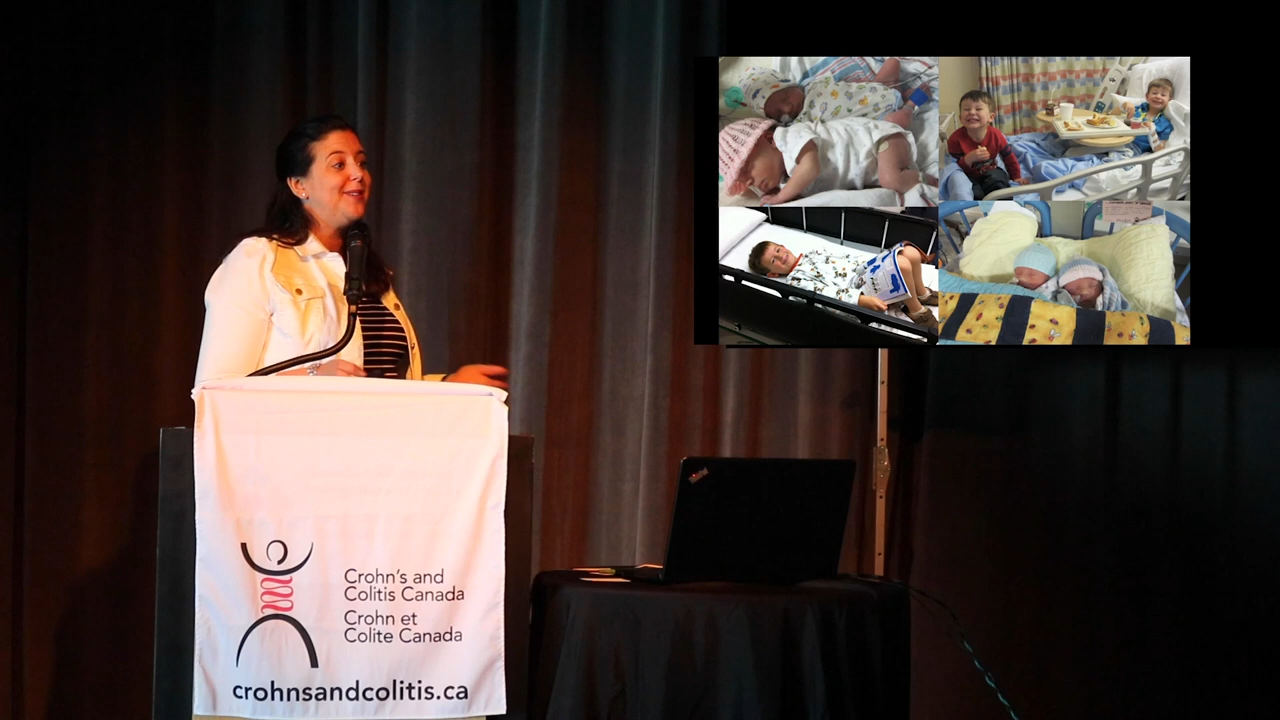 Crohn's and
Colitis Canada
Crohn et
Colite Canada
crohnsandcolitis.ca